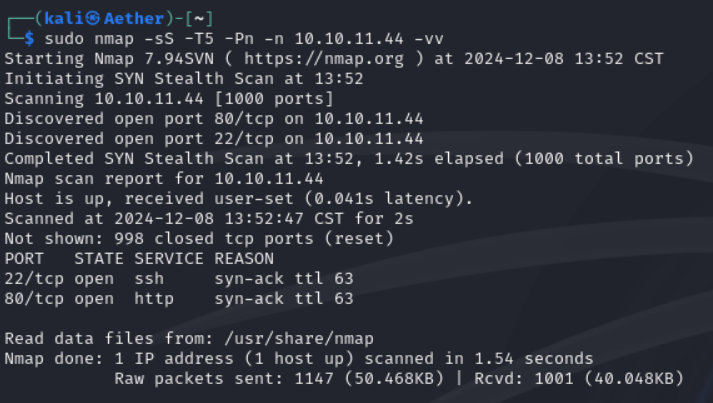 ┌──(kali㉿Aether)-[~]
└─$ sudo nmap -sS -T5 -Pn -n 10.10.11.44 -vv
Starting Nmap 7.94SVN ( https://nmap.org ) at 2024-12-08 13:52 CST
Initiating SYN Stealth Scan at 13:52
Scanning 10.10.11.44 [1000 ports]
Discovered open port 80/tcp on 10.10.11.44
Discovered open port 22/tcp on 10.10.11.44
Completed SYN Stealth Scan at 13:52, 1.42s elapsed (1000 total ports)
Nmap scan report for 10.10.11.44
Host is up, received user-set (0.041s latency).
Scanned at 2024-12-08 13:52:47 CST for 2s
Not shown: 998 closed tcp ports (reset)
PORT   STATE SERVICE REASON
22/tcp open  ssh     syn-ack ttl 63
80/tcp open  http    syn-ack ttl 63
Read data files from: /usr/share/nmap
Nmap done: 1 IP address (1 host up) scanned in 1.54 seconds
Raw packets sent: 1147 (50.468KB) | Rcvd: 1001 (40.048KB)